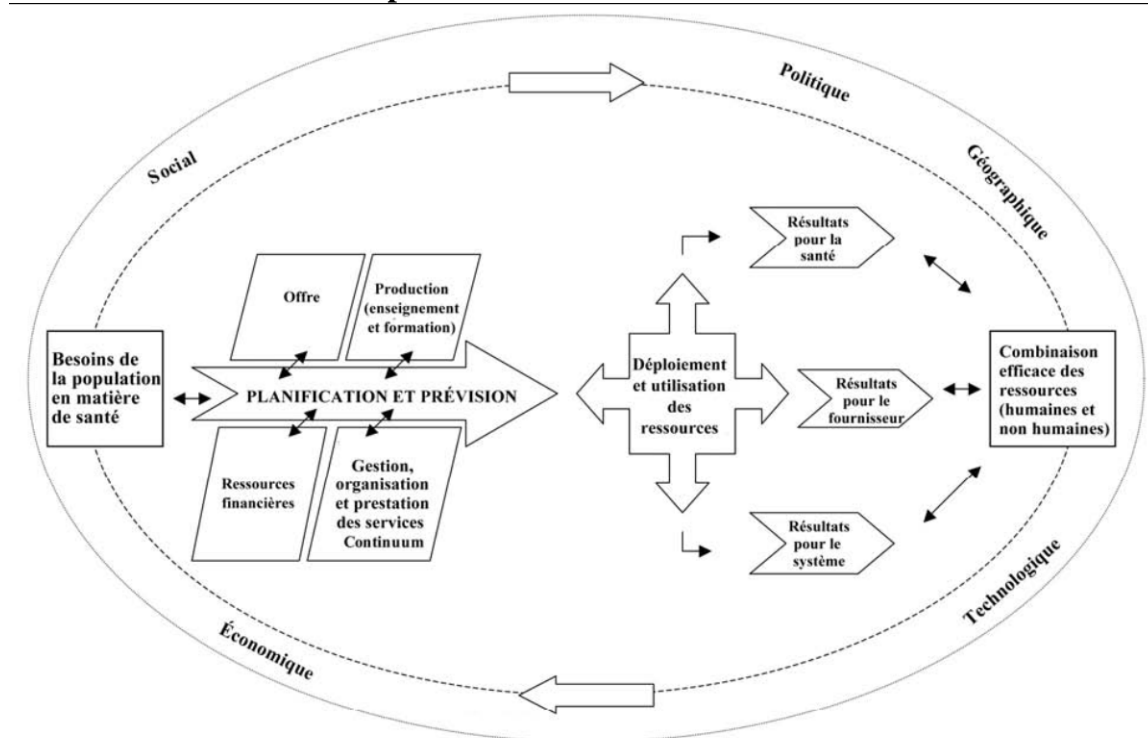 Politique
Social
Géographique
Résultats
pour la
santé
Offre
Production
(enseignement
et formation)
Besoins de
la population
en matière
de santé
PLANIFICATION ET PRÉVISION
Déploiement
et utilisation
des
ressources
Résultats
pour le
fournisseur
Combinaison
efficace des
ressources
(humaines et
non humaines)
Ressources
financières
Gestion,
organisation
et prestation
des services
Continuum
Résultats
pour le
système
Technologique
Économique